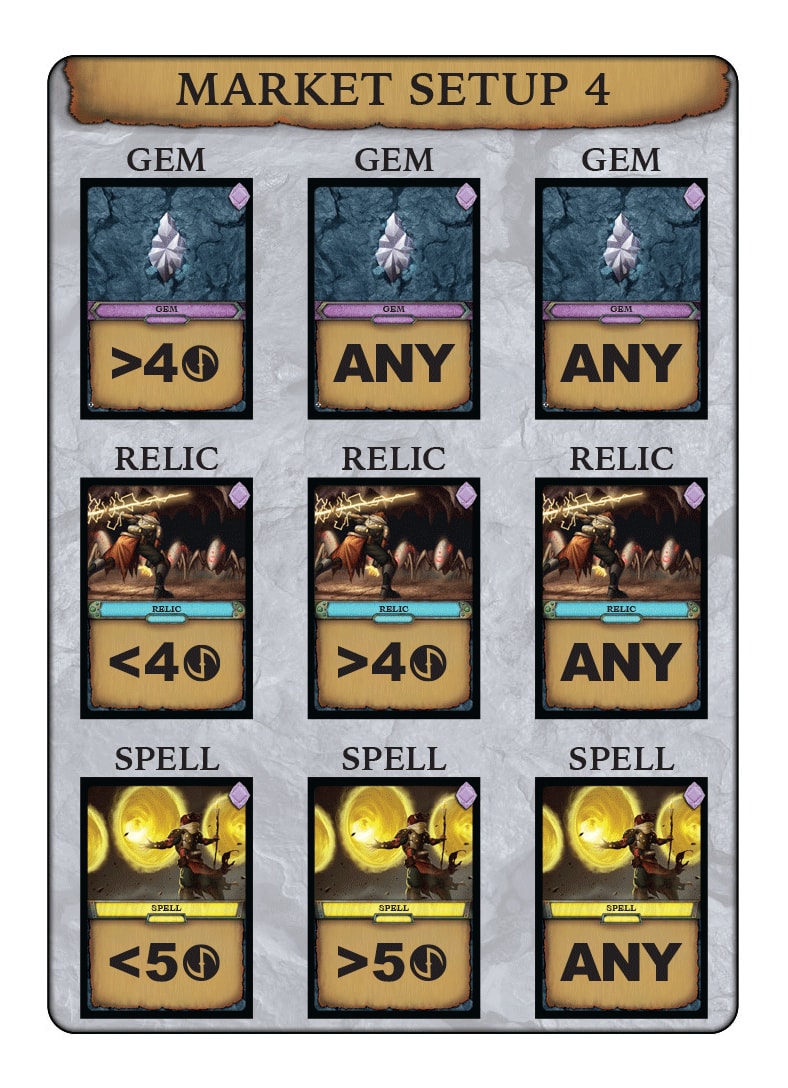 MARKET SETUP 4
GEM GEM GEM
GEM GEM GEM
>4 ANY ANY
RELIC RELIC RELIC
RELIC RELIC RELIC
<4 >4 ANY
SPELL SPELL SPELL
SPELL SPELL SPELL
<5 >5 ANY